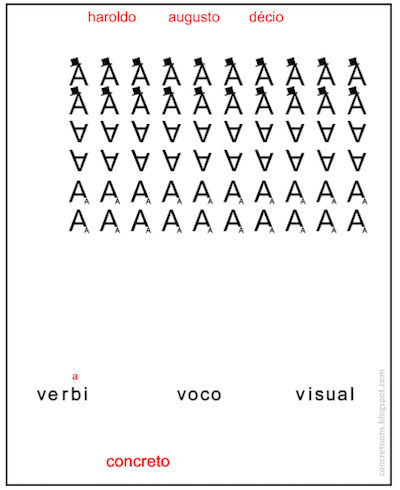 haroldo augusto décio
A A A A A A A A A A
A A A A A A A A A A
∀ ∀ ∀ ∀ ∀ ∀ ∀ ∀ ∀ ∀
∀ ∀ ∀ ∀ ∀ ∀ ∀ ∀ ∀ ∀
AA AA AA AA AA AA AA AA AA AA
AA AA AA AA AA AA AA AA AA AA
a
verbi voco visual
concreto
concretoons.blogspot.com